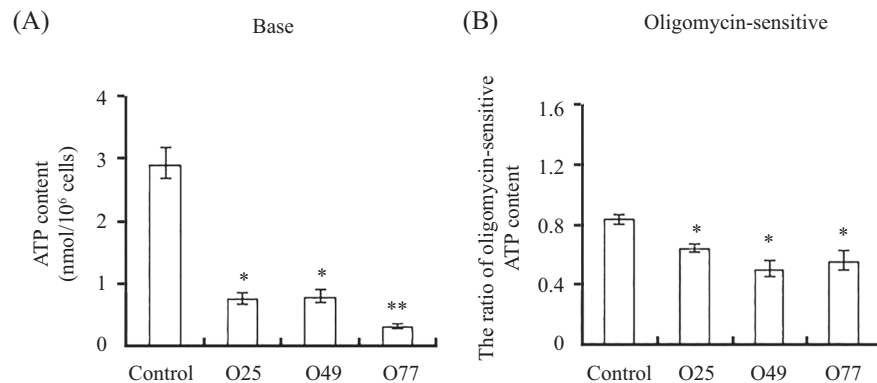 (A)
Base
ATP content
(nmol/10⁶ cells)
4
3
2
1
0
*
*
**
Control O25 O49 O77
(B)
Oligomycin-sensitive
The ratio of oligomycin-sensitive
ATP content
1.6
1.2
0.8
0.4
0
*
*
*
Control O25 O49 O77